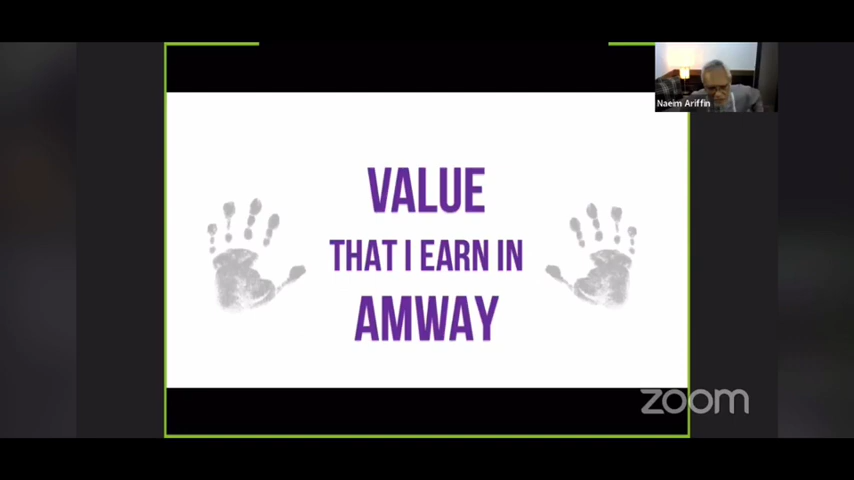 Naeim Ariffin
VALUE
THAT I EARN IN
AMWAY
zoom